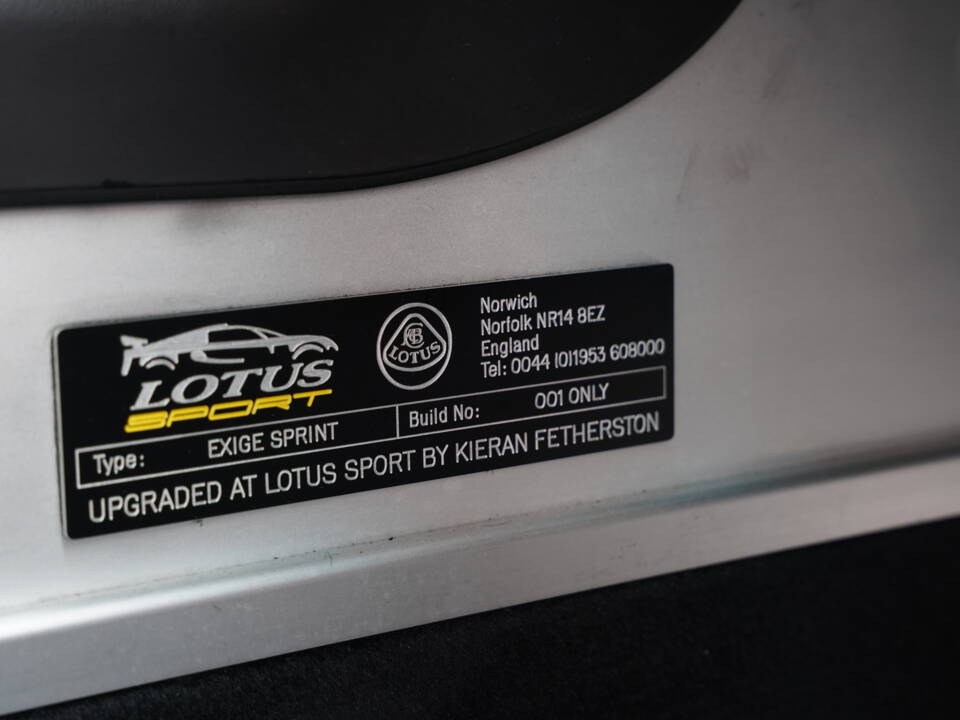 LOTUS
SPORT
LOTUS
Norwich
Norfolk NR14 8EZ
England
Tel: 0044 (0)1953 608000
Type: EXIGE SPRINT
Build No: 001 ONLY
UPGRADED AT LOTUS SPORT BY KIERAN FETHERSTON